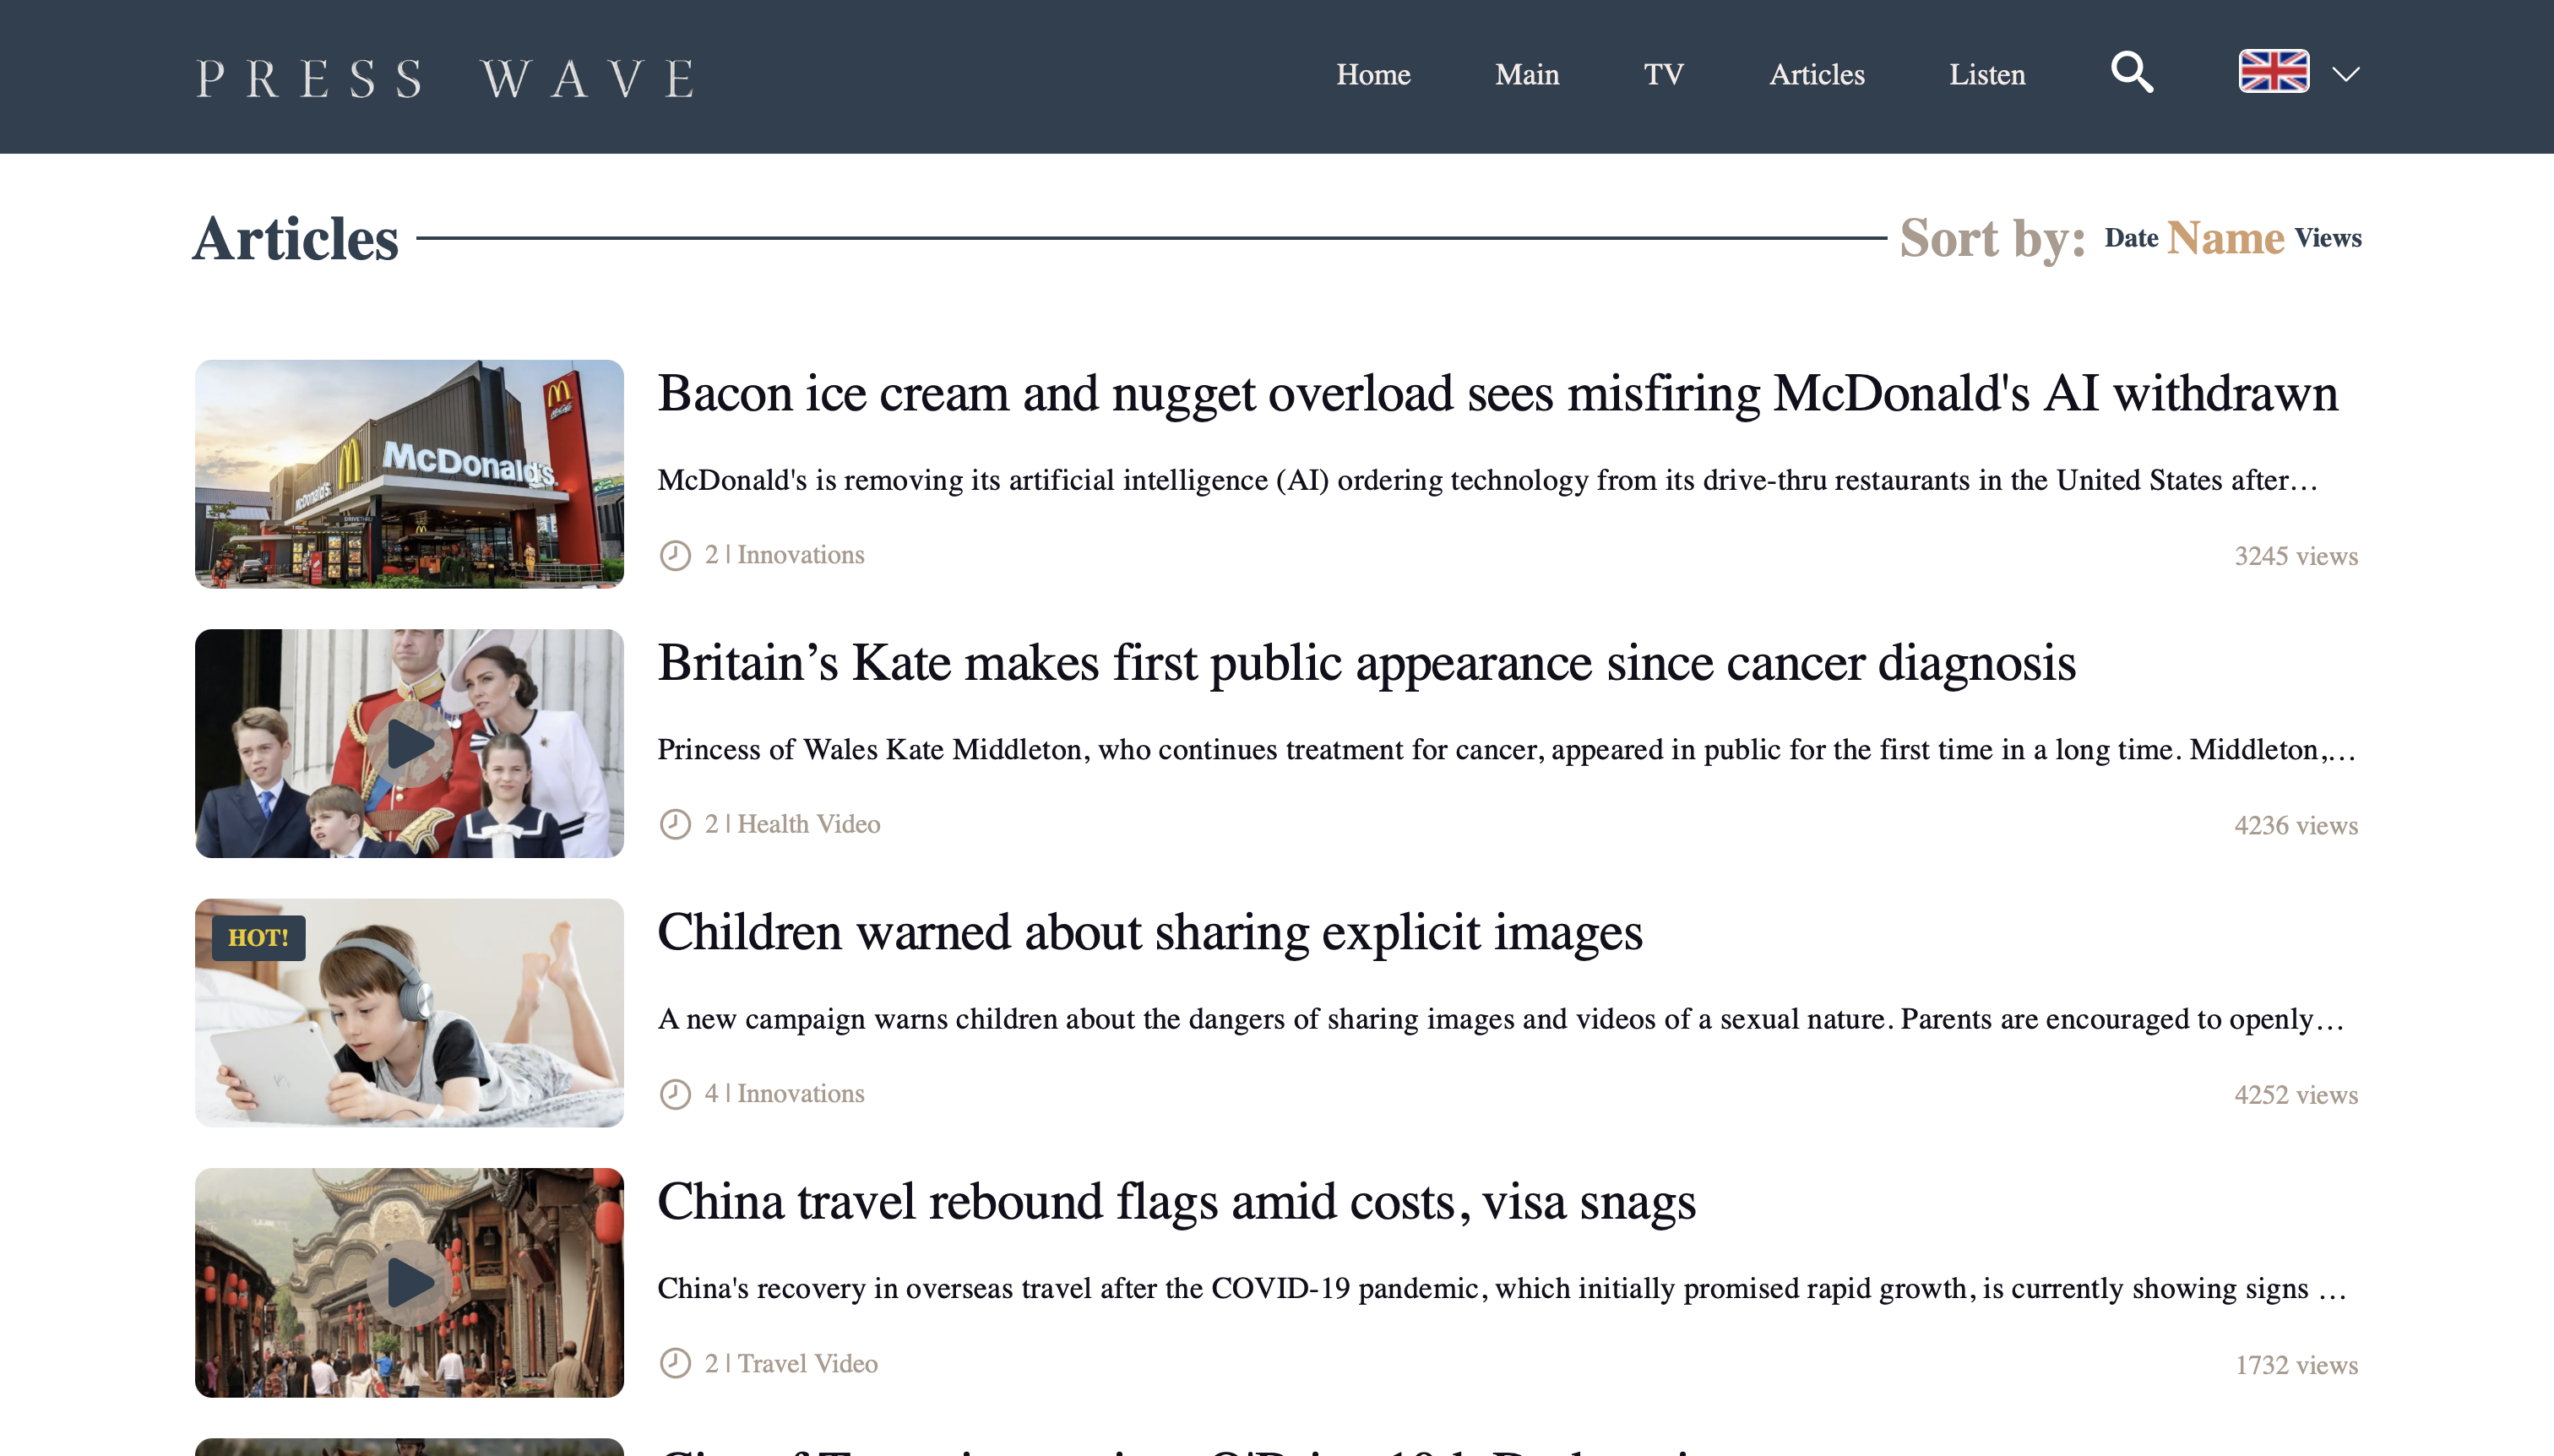 PRESS WAVE
Home Main TV Articles Listen
Articles Sort by: Date Name Views
McDonald's
McDonald's
DRIVE THRU
Bacon ice cream and nugget overload sees misfiring McDonald's AI withdrawn
McDonald's is removing its artificial intelligence (AI) ordering technology from its drive-thru restaurants in the United States after…
2 | Innovations
3245 views
Britain’s Kate makes first public appearance since cancer diagnosis
Princess of Wales Kate Middleton, who continues treatment for cancer, appeared in public for the first time in a long time. Middleton,…
2 | Health Video
4236 views
HOT!
Children warned about sharing explicit images
A new campaign warns children about the dangers of sharing images and videos of a sexual nature. Parents are encouraged to openly…
4 | Innovations
4252 views
China travel rebound flags amid costs, visa snags
China's recovery in overseas travel after the COVID-19 pandemic, which initially promised rapid growth, is currently showing signs …
2 | Travel Video
1732 views